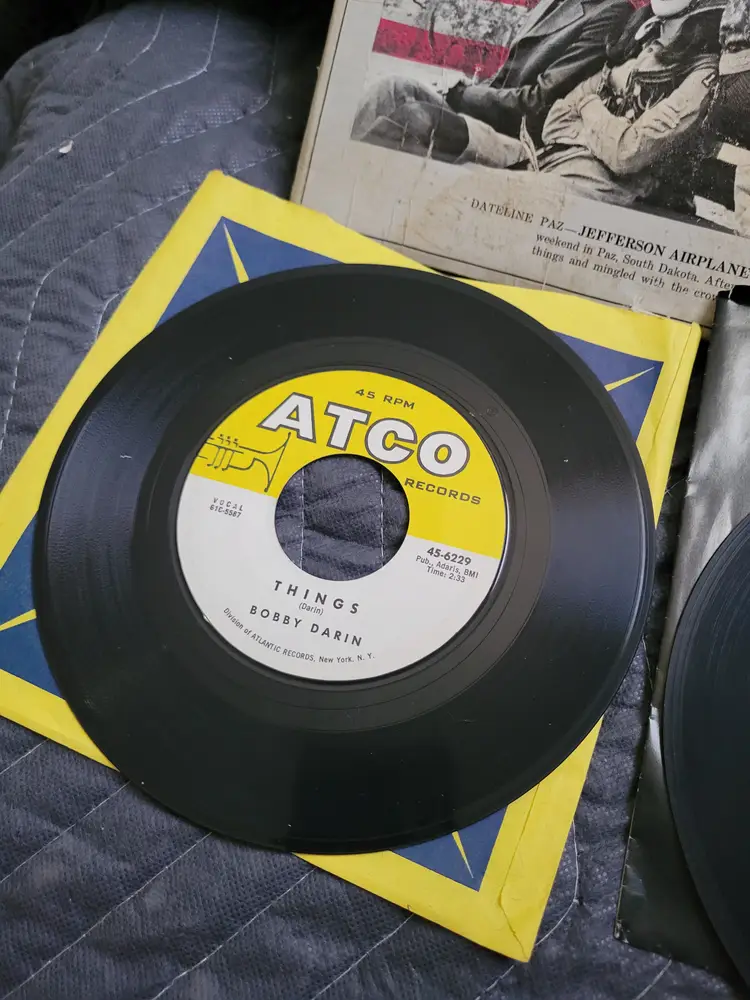 DATELINE PAZ—JEFFERSON AIRPLANE
weekend in Paz, South Dakota. After
things and mingled with the crow
45 RPM
ATCO
RECORDS
VOCAL
61C-5587
45-6229
Pub., Adaris, BMI
Time: 2:33
THINGS
(Darin)
BOBBY DARIN
Division of ATLANTIC RECORDS, New York, N. Y.